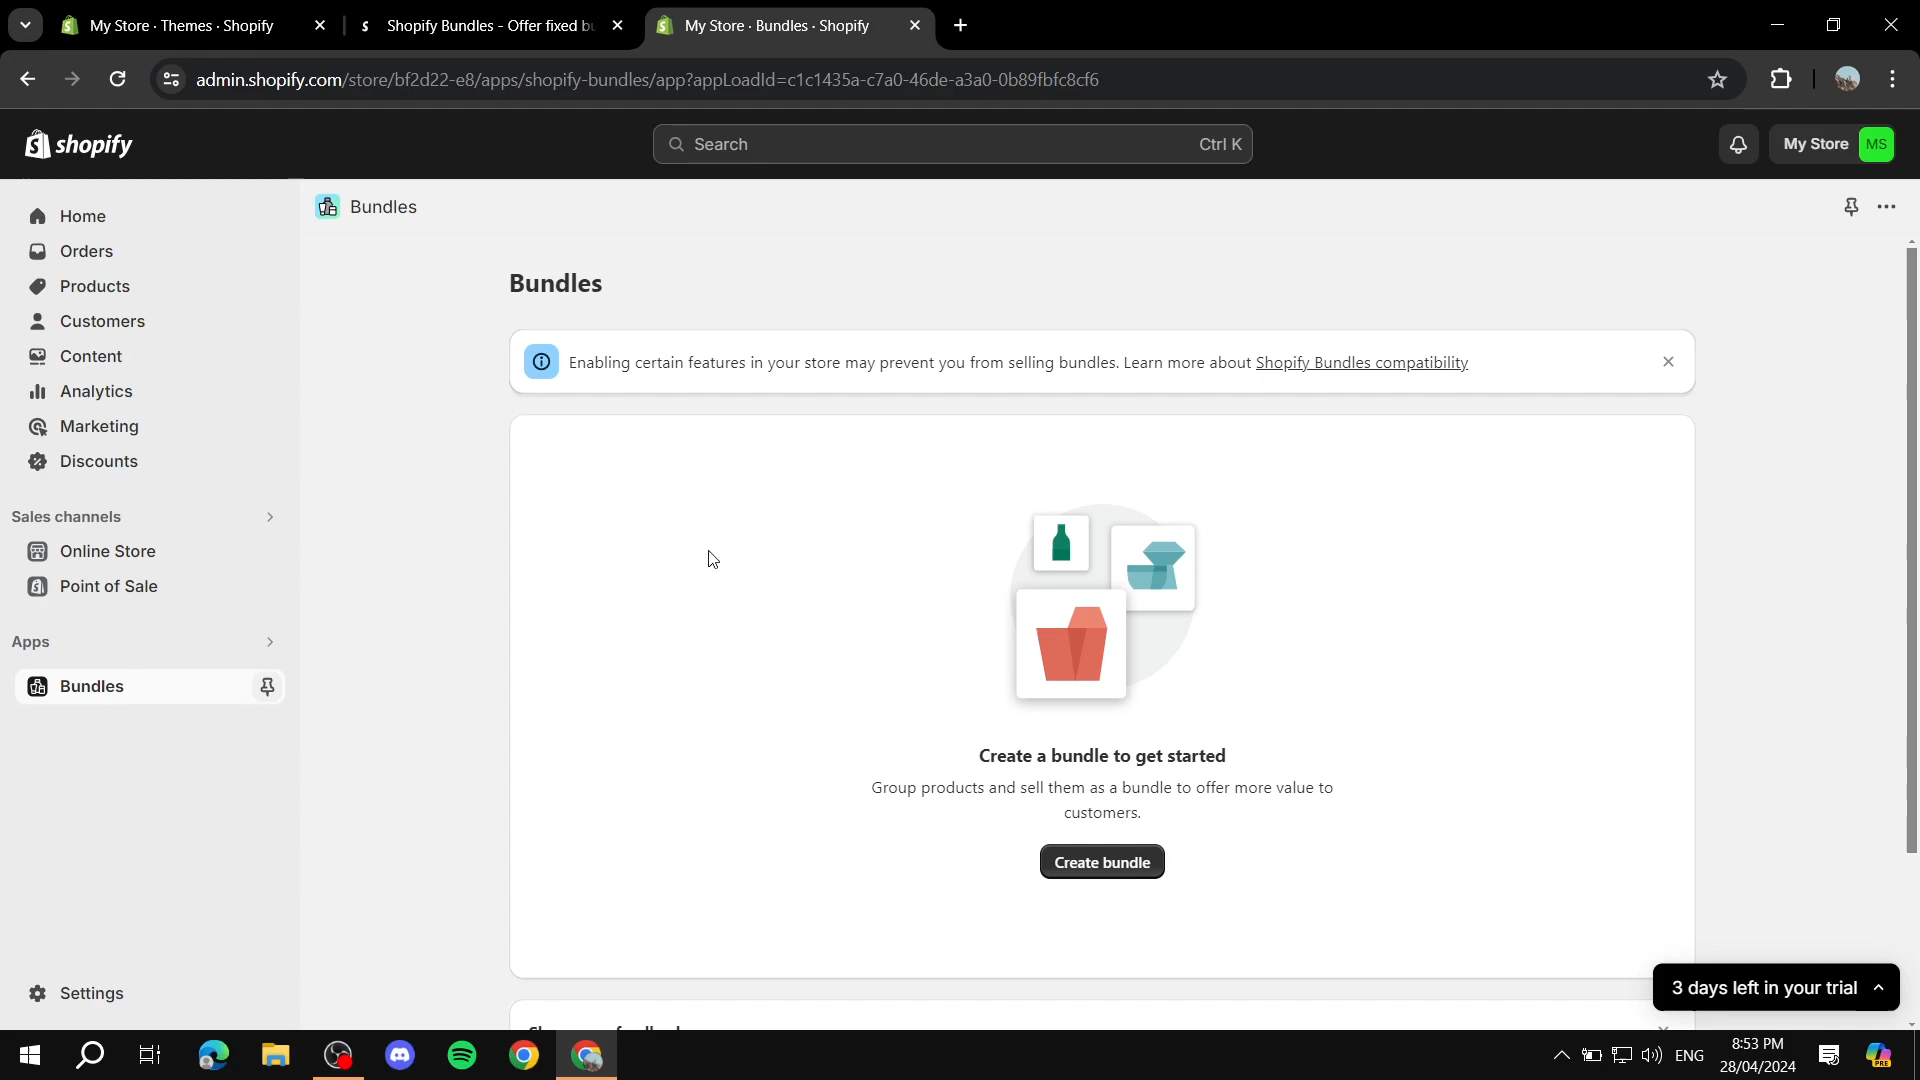 My Store · Themes · Shopify
Shopify Bundles - Offer fixed bu
My Store · Bundles · Shopify
admin.shopify.com/store/bf2d22-e8/apps/shopify-bundles/app?appLoadId=c1c1435a-c7a0-46de-a3a0-0b89fbfc8cf6
shopify
Search
Ctrl K
My Store
MS
Home
Orders
Products
Customers
Content
Analytics
Marketing
Discounts
Sales channels
Online Store
Point of Sale
Apps
Bundles
Settings
Bundles
Bundles
Enabling certain features in your store may prevent you from selling bundles. Learn more about Shopify Bundles compatibility
Create a bundle to get started
Group products and sell them as a bundle to offer more value to
customers.
Create bundle
3 days left in your trial
ENG
8:53 PM
28/04/2024
PRE